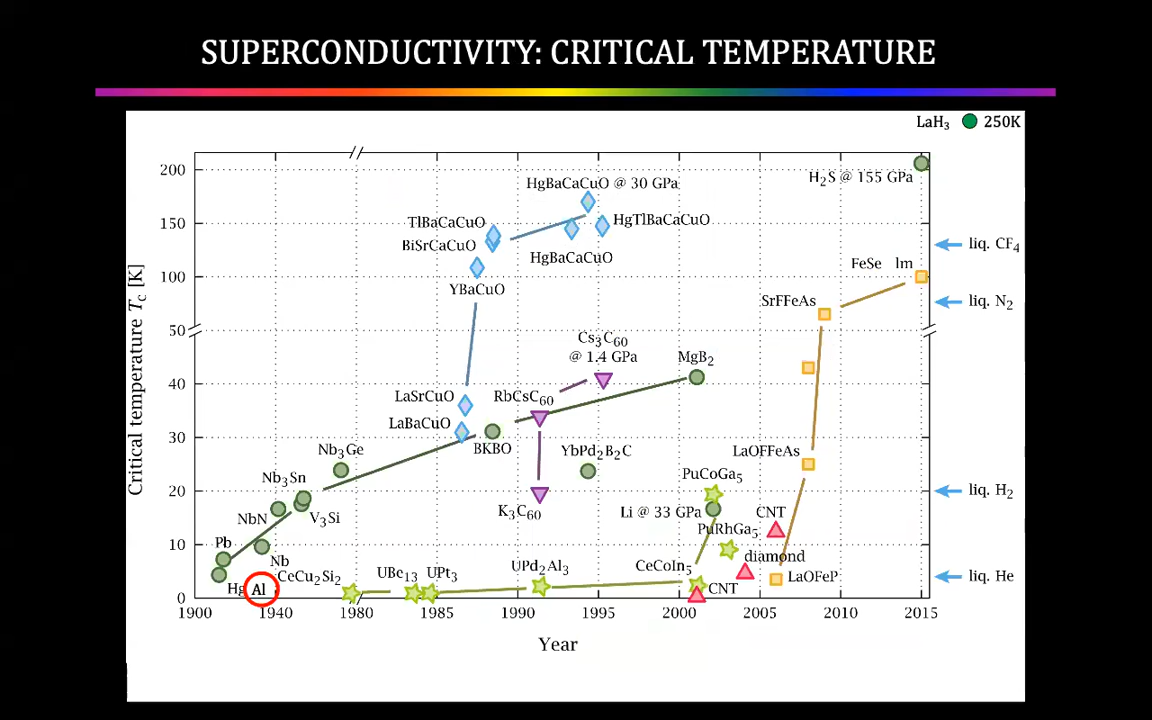 SUPERCONDUCTIVITY: CRITICAL TEMPERATURE
LaH3 250K
200
150
100
50
40
30
20
10
0
Critical temperature Tc [K]
H2S @ 155 GPa
HgBaCaCuO @ 30 GPa
TlBaCaCuO
HgTlBaCaCuO
BiSrCaCuO
HgBaCaCuO
YBaCuO
liq. CF4
FeSe lm
SrFFeAs
liq. N2
Cs3C60
@ 1.4 GPa
MgB2
LaSrCuO
RbCsC60
LaBaCuO
BKBO
Nb3Ge
YbPd2B2C
LaOFFeAs
Nb3Sn
PuCoGa5
liq. H2
NbN
V3Si
K3C60
Li @ 33 GPa
CNT
PuRhGa5
Pb
Nb
diamond
CeCu2Si2
UBe13
UPt3
UPd2Al3
CeCoIn5
LaOFeP
liq. He
Hg
Al
CNT
1900
1940
1980
1985
1990
1995
2000
2005
2010
2015
Year